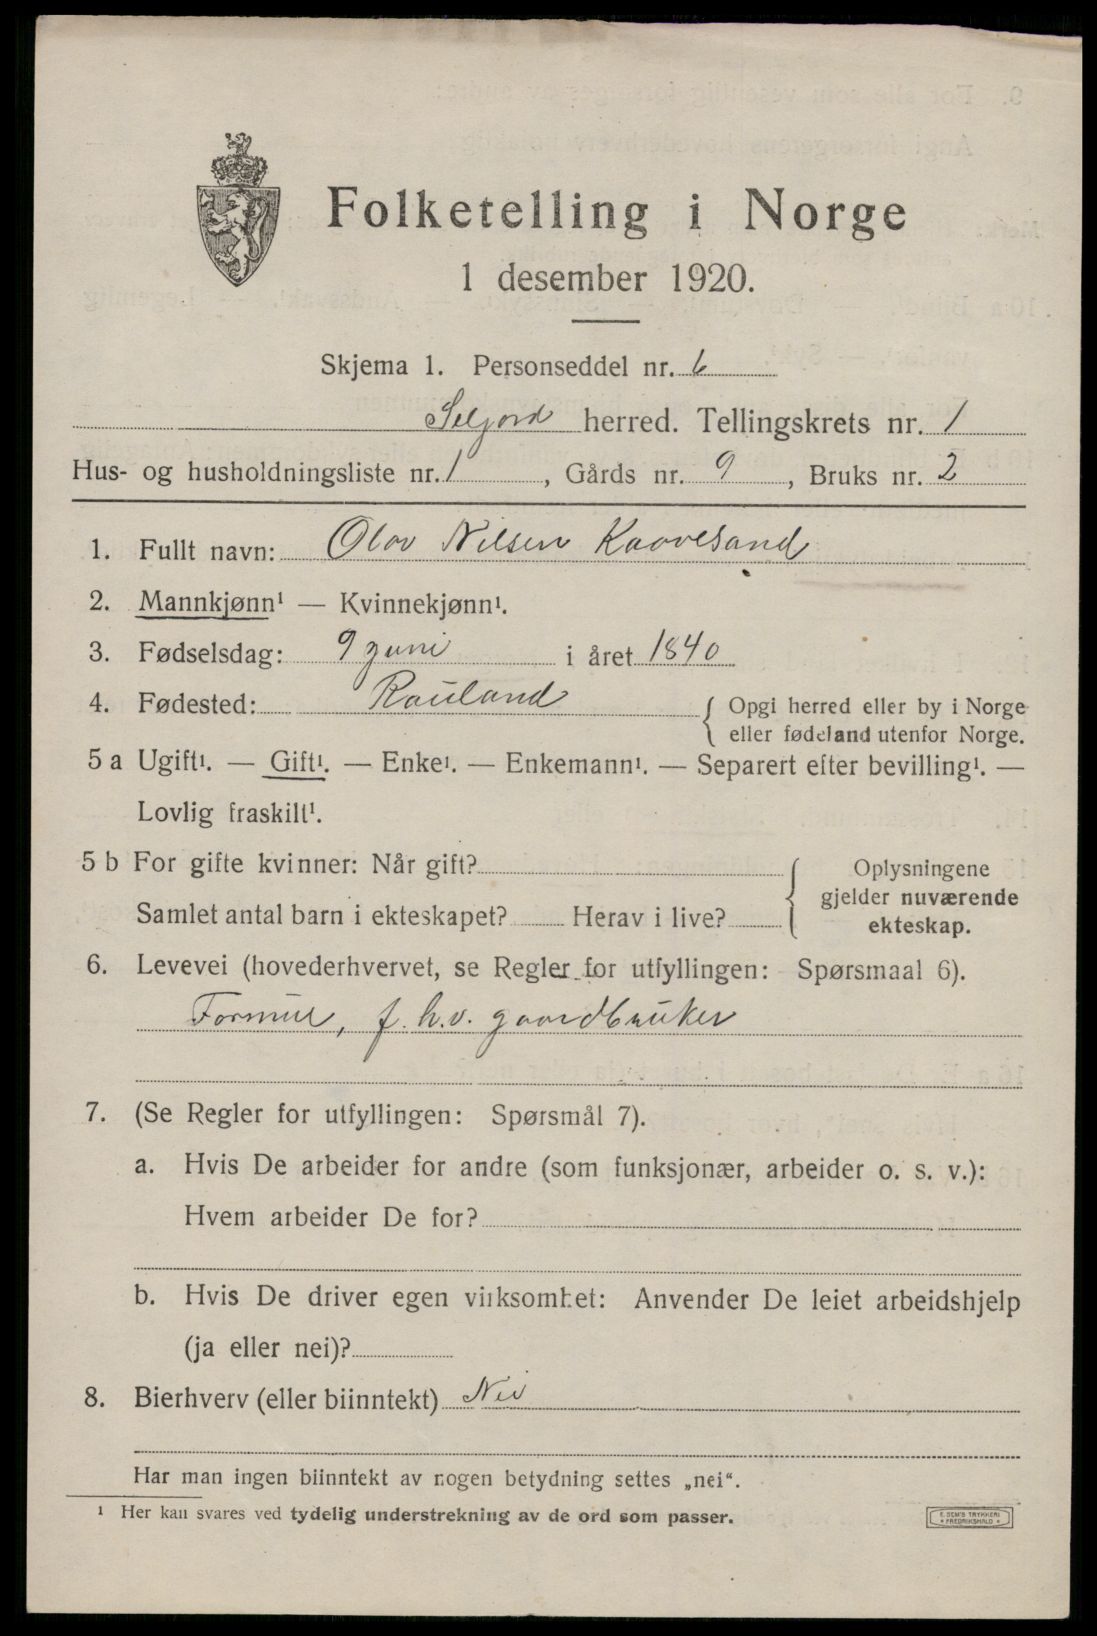 Folketelling i Norge
1 desember 1920.
Skjema 1. Personseddel nr. 6
Seljord herred. Tellingskrets nr. 1
Hus- og husholdningsliste nr. 1, Gårds nr. 9, Bruks nr. 2
1. Fullt navn: Olav Nilsen Kaavesand
2. Mannkjønn¹ — Kvinnekjønn¹.
3. Fødselsdag: 9 juni i året 1840
4. Fødested: Rauland { Opgi herred eller by i Norge
eller fødeland utenfor Norge.
5 a Ugift¹. — Gift¹. — Enke¹. — Enkemann¹. — Separert efter bevilling¹. —
Lovlig fraskilt¹.
5 b For gifte kvinner: Når gift?
Samlet antal barn i ekteskapet? Herav i live?
{ Oplysningene
gjelder nuværende
ekteskap.
6. Levevei (hovederhvervet, se Regler for utfyllingen: Spørsmaal 6).
f. h.v. gaardbruker
7. (Se Regler for utfyllingen: Spørsmål 7).
a. Hvis De arbeider for andre (som funksjonær, arbeider o. s. v.):
Hvem arbeider De for?
b. Hvis De driver egen virksomhet: Anvender De leiet arbeidshjelp
(ja eller nei)?
8. Bierhverv (eller biinntekt) Nei
Har man ingen biinntekt av nogen betydning settes „nei“.
¹ Her kan svares ved tydelig understrekning av de ord som passer.
E. SEM'S TRYKKERI
• FREDRIKSHALD •